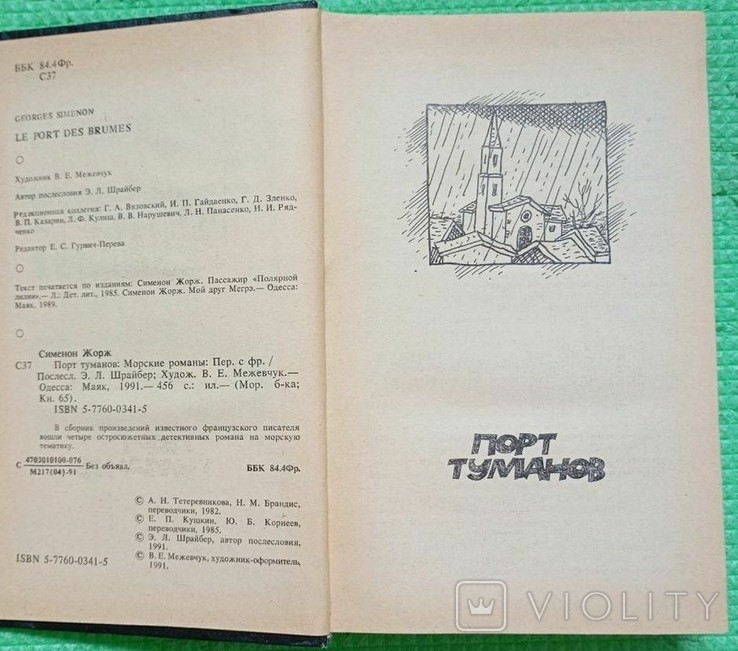 ББК 84.4Фр.
С37
GEORGES SIMENON
LE PORT DES BRUMES
Художник В. Е. Межевчук
Автор послесловия Э. Л. Шрайбер
Редакционная коллегия: Г. А. Вязовский, И. П. Гайдаенко, Г. Д. Зленко,
В. П. Казарин, Л. Ф. Кулиш, В. В. Нарушевич, Л. Н. Панасенко, И. И. Ряд-
ченко
Редактор Е. С. Гурвич-Перева
Текст печатается по изданиям: Сименон Жорж. Пассажир «Полярной
лилии».— Л.: Дет. лит., 1985. Сименон Жорж. Мой друг Мегрэ.— Одесса:
Маяк, 1989.
Сименон Жорж
С37 Порт туманов: Морские романы: Пер. с фр. /
Послесл. Э. Л. Шрайбер; Худож. В. Е. Межевчук.—
Одесса: Маяк, 1991.— 456 с.: ил.— (Мор. б-ка;
Кн. 65).
ISBN 5-7760-0341-5
В сборник произведений известного французского писателя
вошли четыре остросюжетных детективных романа на морскую
тематику.
С 4703010100-076
М217(04)-91 Без объявл. ББК 84.4Фр.
© А. Н. Тетеревникова, Н. М. Брандис,
переводчики, 1982.
© Е. П. Кушкин, Ю. Б. Корнеев,
переводчики, 1985.
© Э. Л. Шрайбер, автор послесловия,
1991.
ISBN 5-7760-0341-5 © В. Е. Межевчук, художник-оформитель,
1991.
ПОРТ
ТУМАНОВ
VIOLITY